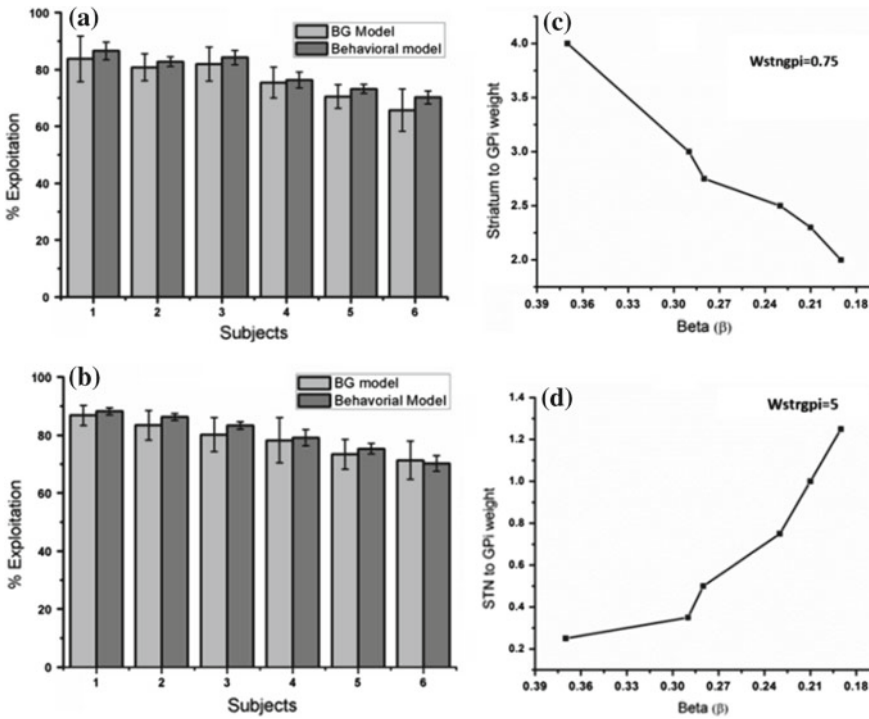 (a)
BG Model
Behavioral model
% Exploitation
100
80
60
40
20
0
1 2 3 4 5 6
Subjects
(b)
BG model
Behavorial Model
% Exploitation
100
80
60
40
20
0
1 2 3 4 5 6
Subjects
(c)
Wstngpi=0.75
Striatum to GPi weight
4.0
3.5
3.0
2.5
2.0
0.39 0.36 0.33 0.30 0.27 0.24 0.21 0.18
Beta (β)
(d)
Wstrgpi=5
STN to GPi weight
1.4
1.2
1.0
0.8
0.6
0.4
0.2
0.39 0.36 0.33 0.30 0.27 0.24 0.21 0.18
Beta (β)